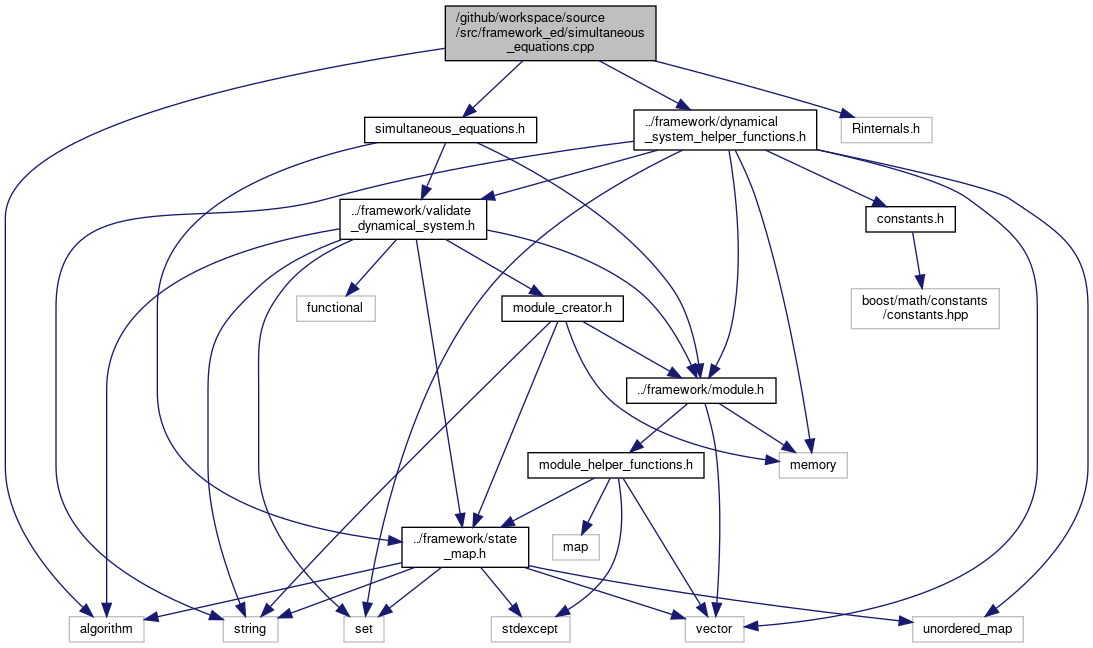 /github/workspace/source
/src/framework_ed/simultaneous
_equations.cpp
simultaneous_equations.h
../framework/dynamical
_system_helper_functions.h
Rinternals.h
../framework/validate
_dynamical_system.h
constants.h
functional
module_creator.h
boost/math/constants
/constants.hpp
../framework/module.h
module_helper_functions.h
memory
../framework/state
_map.h
map
algorithm
string
set
stdexcept
vector
unordered_map